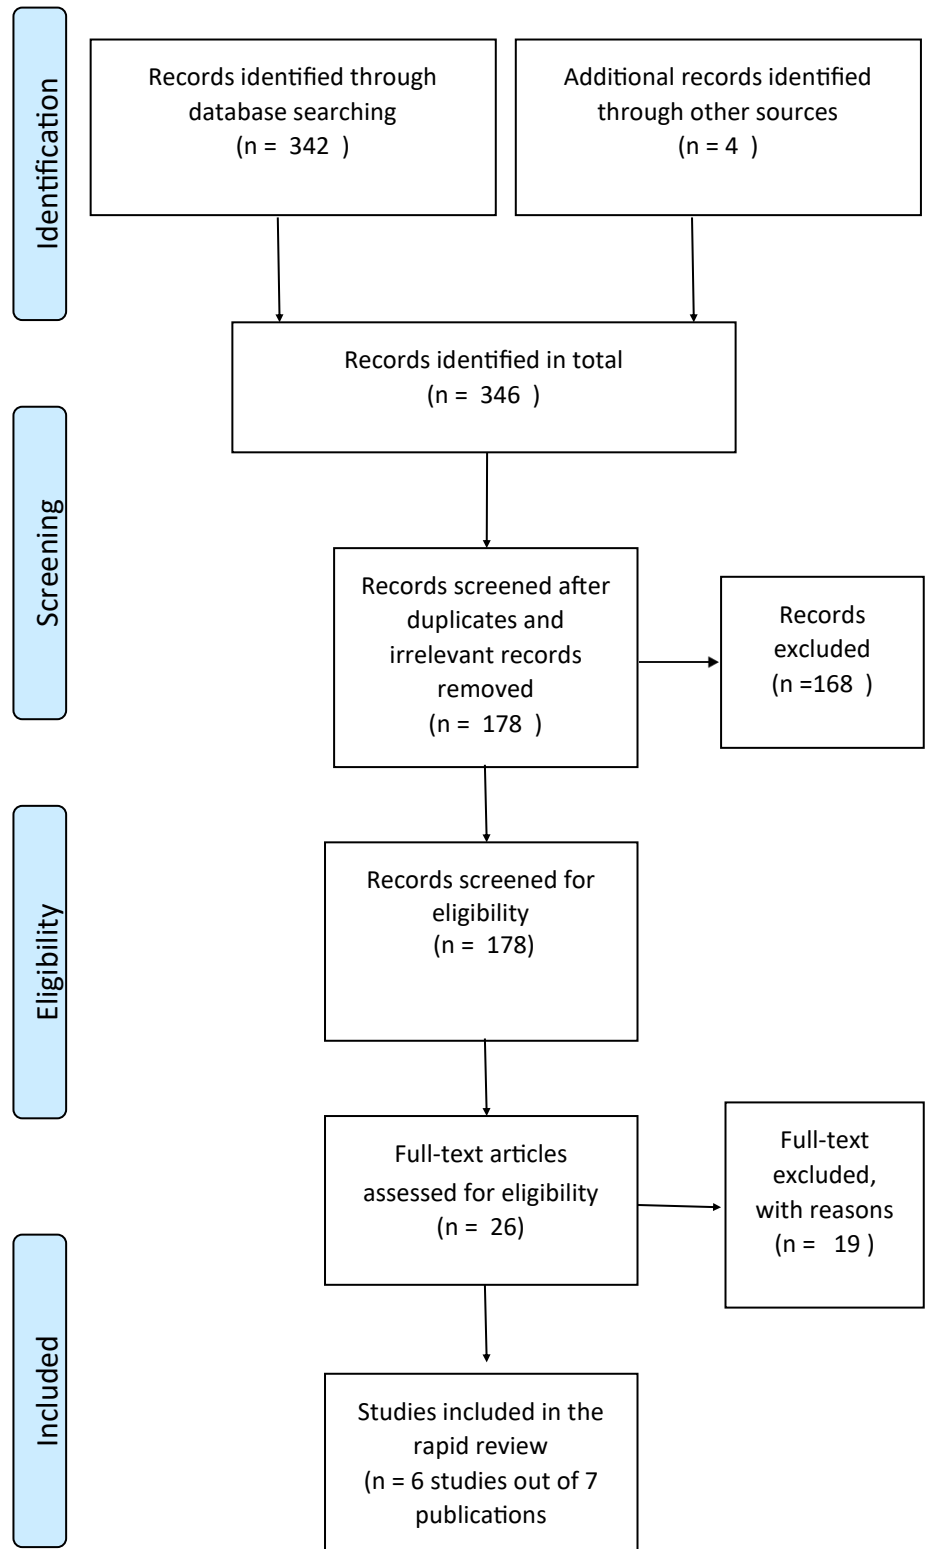 Identification
Records identified through
database searching
(n = 342 )
Additional records identified
through other sources
(n = 4 )
Records identified in total
(n = 346 )
Screening
Records screened after
duplicates and
irrelevant records
removed
(n = 178 )
Records
excluded
(n =168 )
Eligibility
Records screened for
eligibility
(n = 178)
Full-text articles
assessed for eligibility
(n = 26)
Full-text
excluded,
with reasons
(n = 19 )
Included
Studies included in the
rapid review
(n = 6 studies out of 7
publications